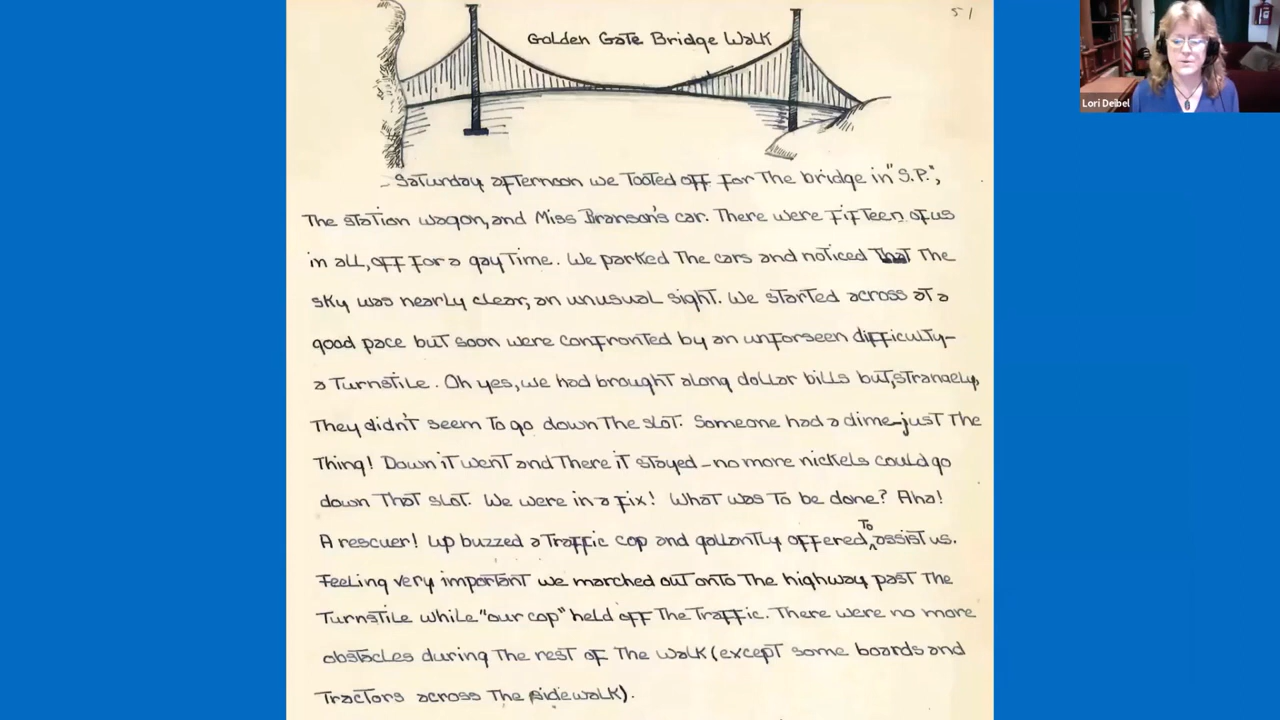 51
Golden Gate Bridge Walk
Lori Deibel
- Saturday afternoon we Tooted off for The bridge in "S.P.",
The station wagon, and Miss Branson's car. There were fifteen of us
in all, off for a gay Time. We parked The cars and noticed That The
sky was nearly clear, an unusual sight. We started across at a
good pace but soon were confronted by an unforseen difficulty-
a Turnstile. Oh yes, we had brought along dollar bills but, strangely,
They didn't seem To go down The slot. Someone had a dime-just The
Thing! Down it went and There it stayed - no more nickels could go
down That slot. We were in a fix! What was To be done? Aha!
A rescuer! Up buzzed a Traffic cop and gallantly offered To assist us.
Feeling very important we marched out onto The highway past The
Turnstile while "our cop" held off The Traffic. There were no more
obstacles during The rest of The walk (except some boards and
Tractors across The sidewalk).